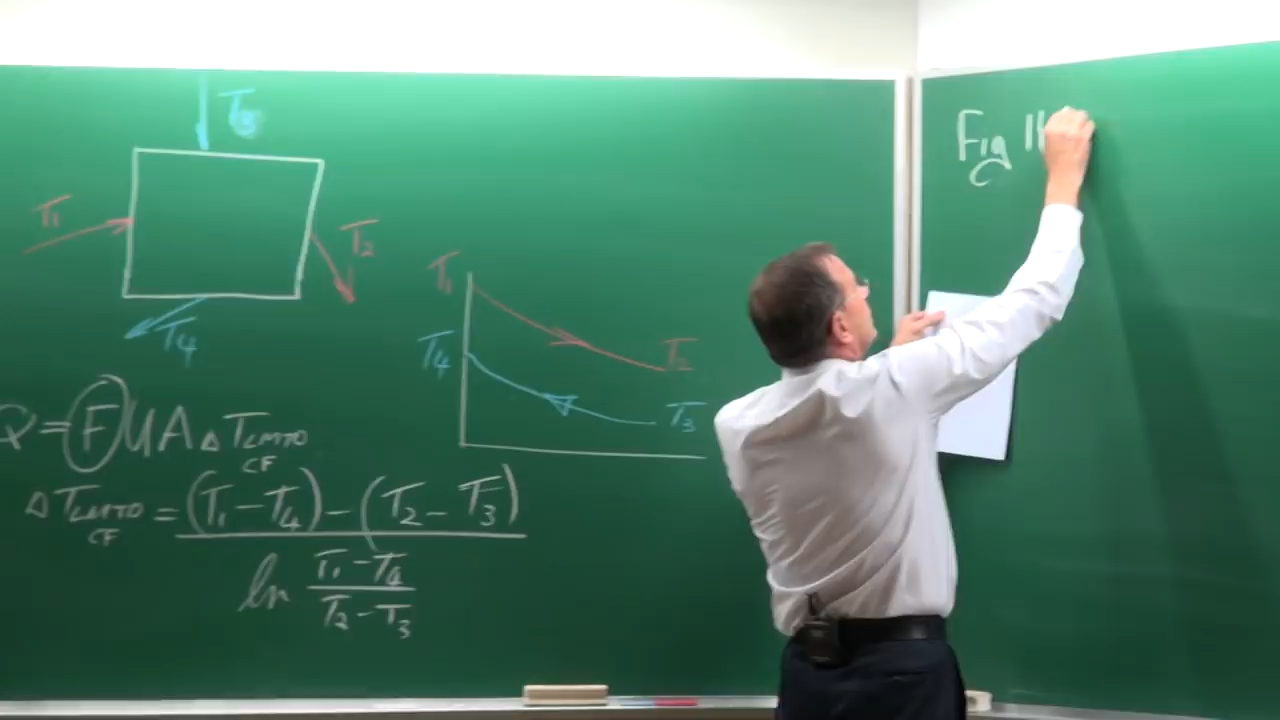 T3
T1
T2
T4
T1
T4
T2
T3
Q = F U A ΔT LMTD CF
ΔT LMTD CF = (T1 - T4) - (T2 - T3)
ln T1 - T4
T2 - T3
Fig 11